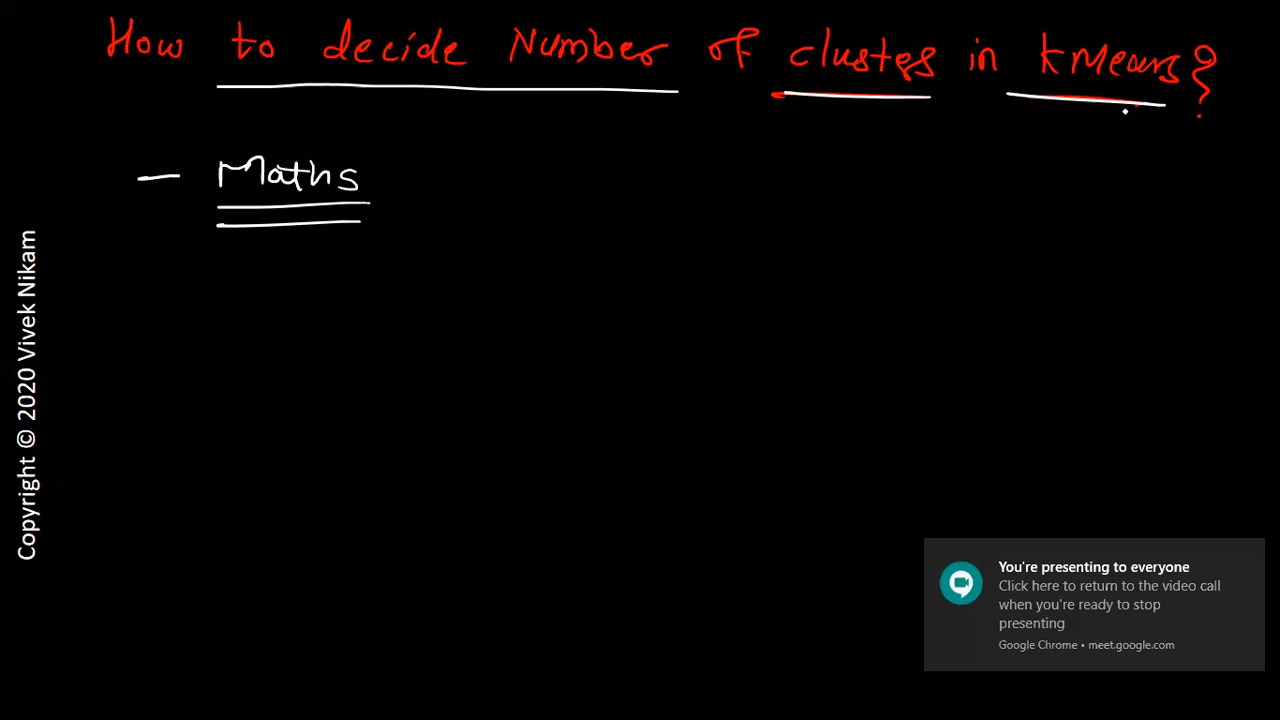 How to decide Number of clusters in kMeans?
- Maths
Copyright © 2020 Vivek Nikam
You're presenting to everyone
Click here to return to the video call
when you're ready to stop
presenting
Google Chrome • meet.google.com